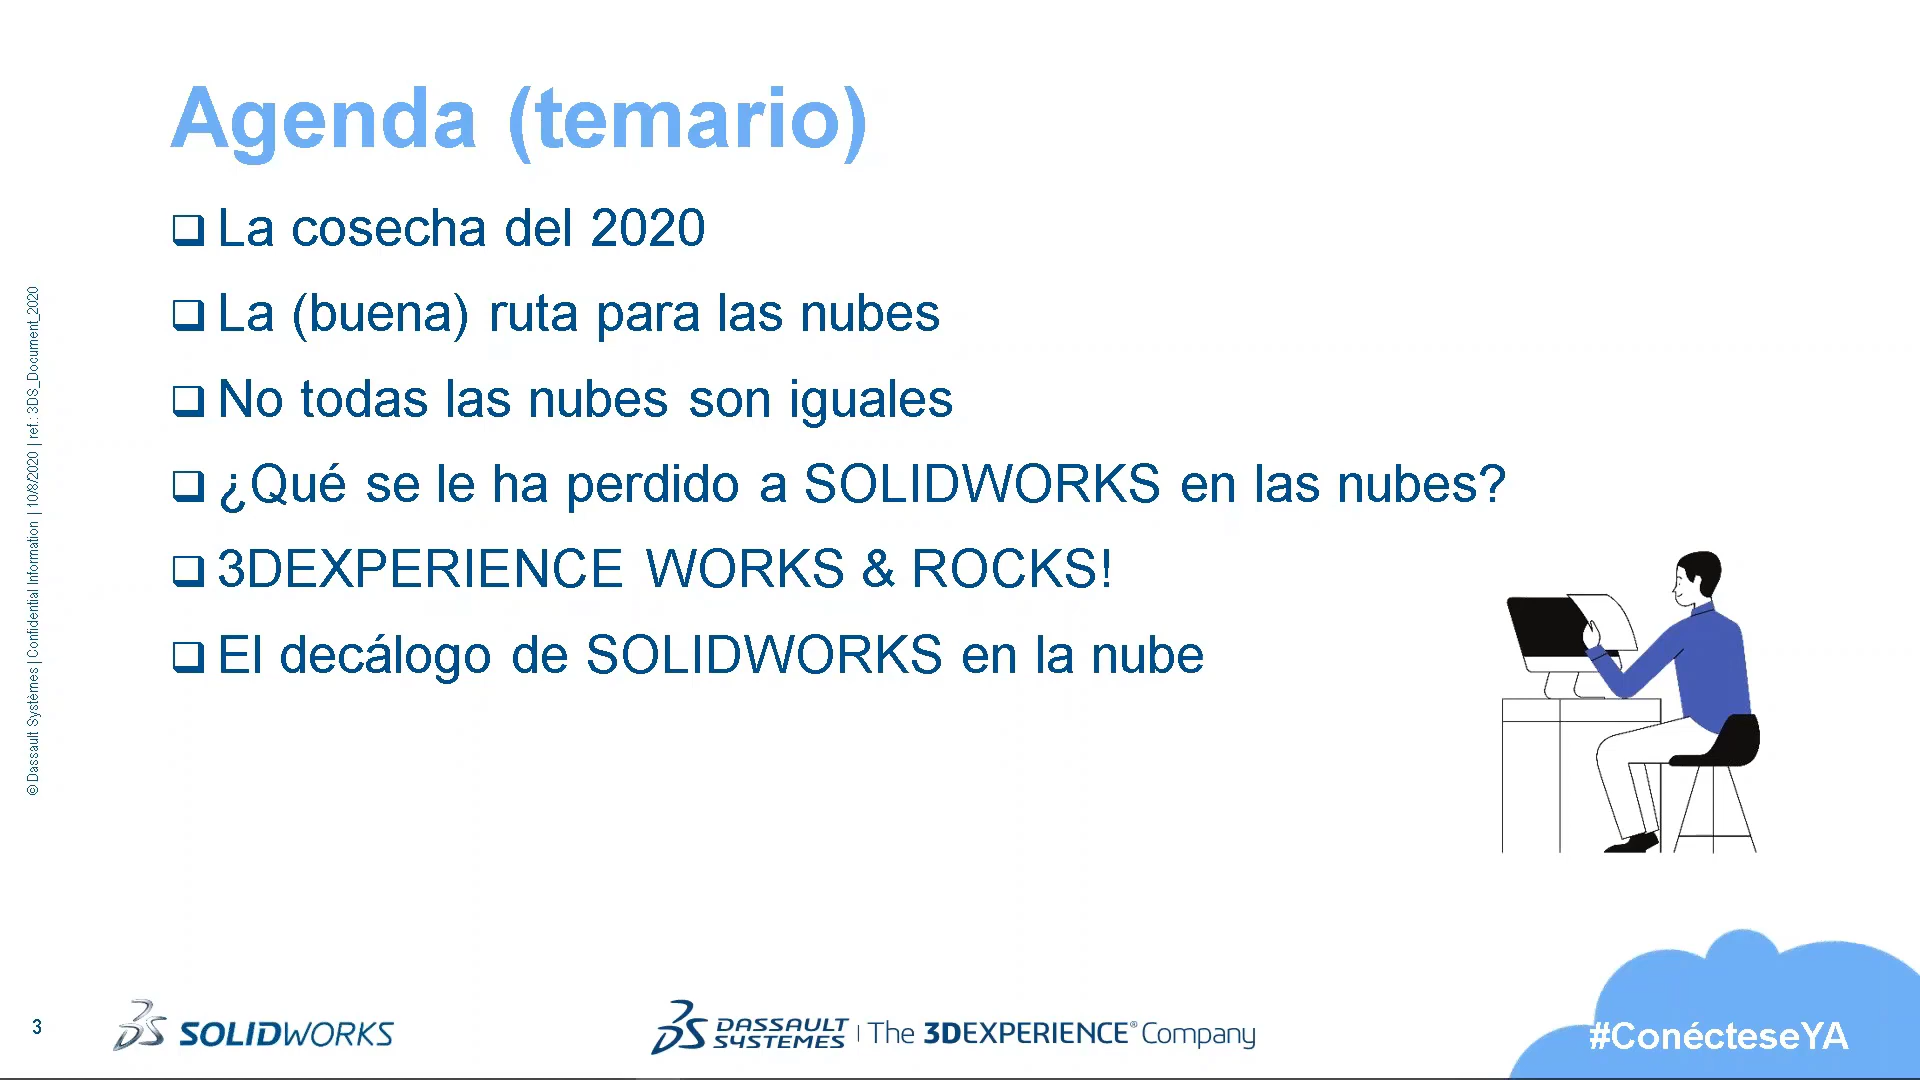 Agenda (temario)
La cosecha del 2020
La (buena) ruta para las nubes
No todas las nubes son iguales
¿Qué se le ha perdido a SOLIDWORKS en las nubes?
3DEXPERIENCE WORKS & ROCKS!
El decálogo de SOLIDWORKS en la nube
© Dassault Systèmes | Confidential Information | 10/8/2020 | ref.: 3DS_Document_2020
3
SOLIDWORKS
DASSAULT SYSTEMES | The 3DEXPERIENCE® Company
#ConécteseYA